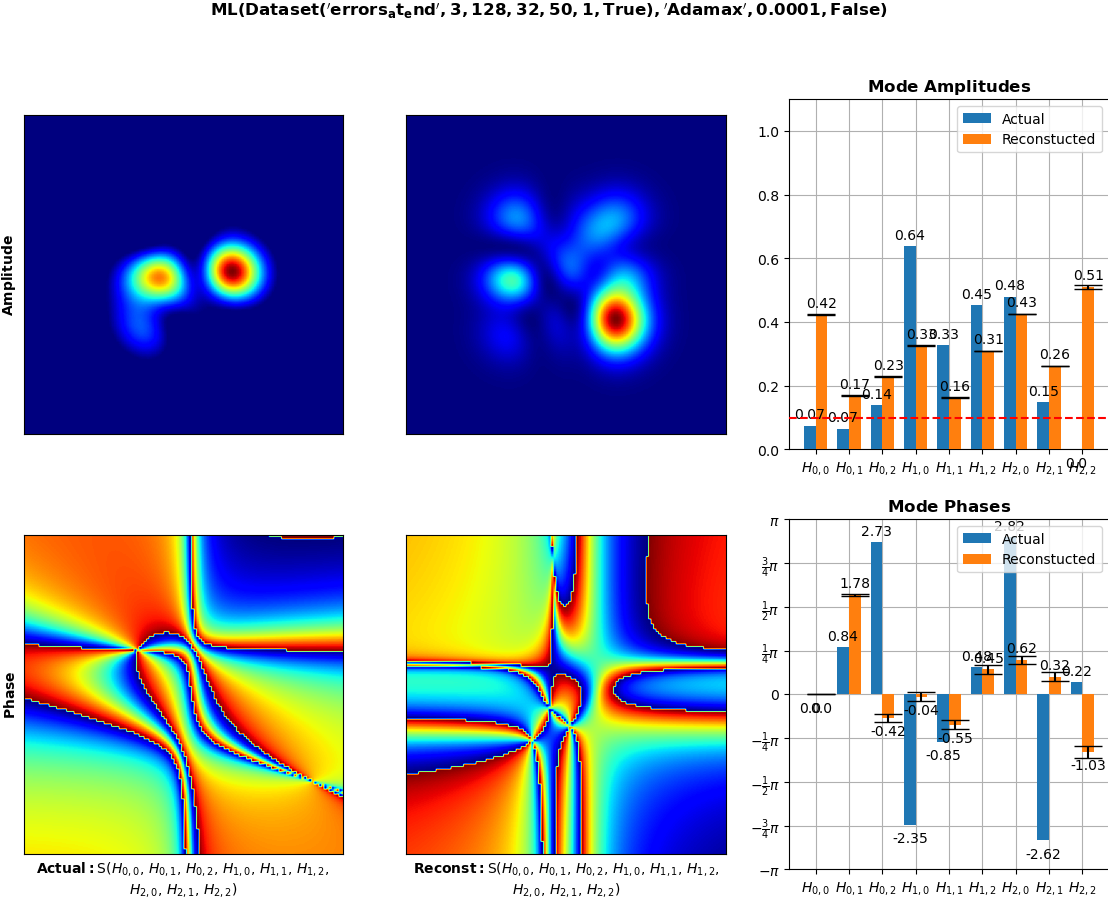 ML(Dataset('errors_at_end', 3, 128, 32, 50, 1, True), 'Adamax', 0.0001, False)
Amplitude
Mode Amplitudes
Actual
Reconstucted
1.0
0.8
0.6
0.4
0.2
0.0
0.07
0.42
0.07
0.17
0.14
0.23
0.64
0.33
0.33
0.16
0.45
0.31
0.48
0.43
0.15
0.26
0.0
0.51
H0,0 H0,1 H0,2 H1,0 H1,1 H1,2 H2,0 H2,1 H2,2
Phase
Actual: S(H0,0, H0,1, H0,2, H1,0, H1,1, H1,2,
H2,0, H2,1, H2,2)
Reconst: S(H0,0, H0,1, H0,2, H1,0, H1,1, H1,2,
H2,0, H2,1, H2,2)
Mode Phases
Actual
Reconstucted
π
3/4π
1/2π
1/4π
0
−1/4π
−1/2π
−3/4π
−π
0.0
0.0
0.84
1.78
2.73
-0.42
-2.35
-0.04
-0.85
-0.55
0.48
0.45
2.82
0.62
-2.62
0.32
0.22
-1.03
H0,0 H0,1 H0,2 H1,0 H1,1 H1,2 H2,0 H2,1 H2,2